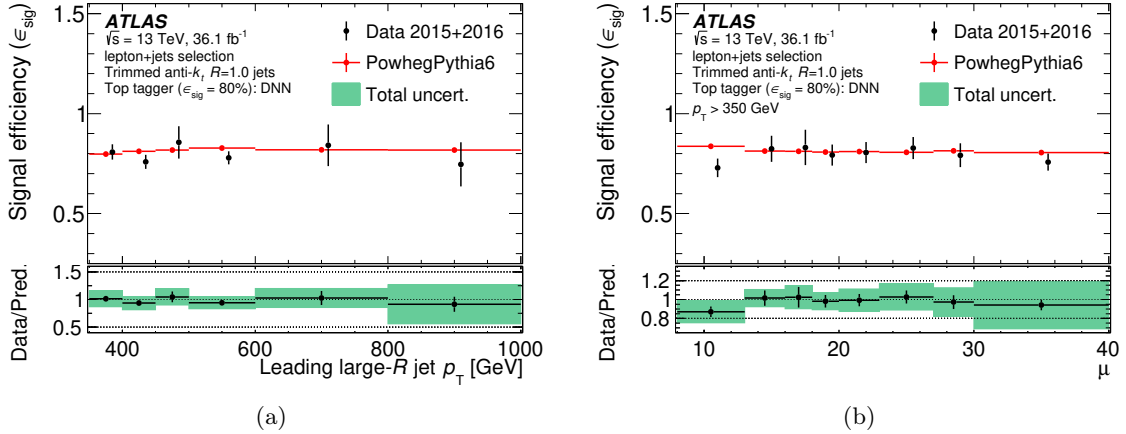 ATLAS
√s = 13 TeV, 36.1 fb⁻¹
lepton+jets selection
Trimmed anti-kₜ R=1.0 jets
Top tagger (ϵsig = 80%): DNN
Data 2015+2016
PowhegPythia6
Total uncert.
Signal efficiency (ϵsig)
1.5
1
0.5
Data/Pred.
1.5
1
0.5
400 600 800 1000
Leading large-R jet pT [GeV]
(a)
ATLAS
√s = 13 TeV, 36.1 fb⁻¹
lepton+jets selection
Trimmed anti-kₜ R=1.0 jets
Top tagger (ϵsig = 80%): DNN
pT > 350 GeV
Data 2015+2016
PowhegPythia6
Total uncert.
Signal efficiency (ϵsig)
1.5
1
0.5
Data/Pred.
1.2
1
0.8
10 20 30 40
μ
(b)